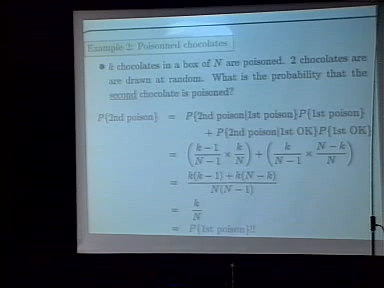 Example 2: Poisoned chocolates
• k chocolates in a box of N are poisoned. 2 chocolates are
are drawn at random. What is the probability that the
second chocolate is poisoned?
P{2nd poison} = P{2nd poison|1st poison}P{1st poison}
+ P{2nd poison|1st OK}P{1st OK}
= (k−1/N−1 × k/N) + (k/N−1 × N−k/N)
= k(k−1)+k(N−k)/N(N−1)
= k/N
= P{1st poison}!!